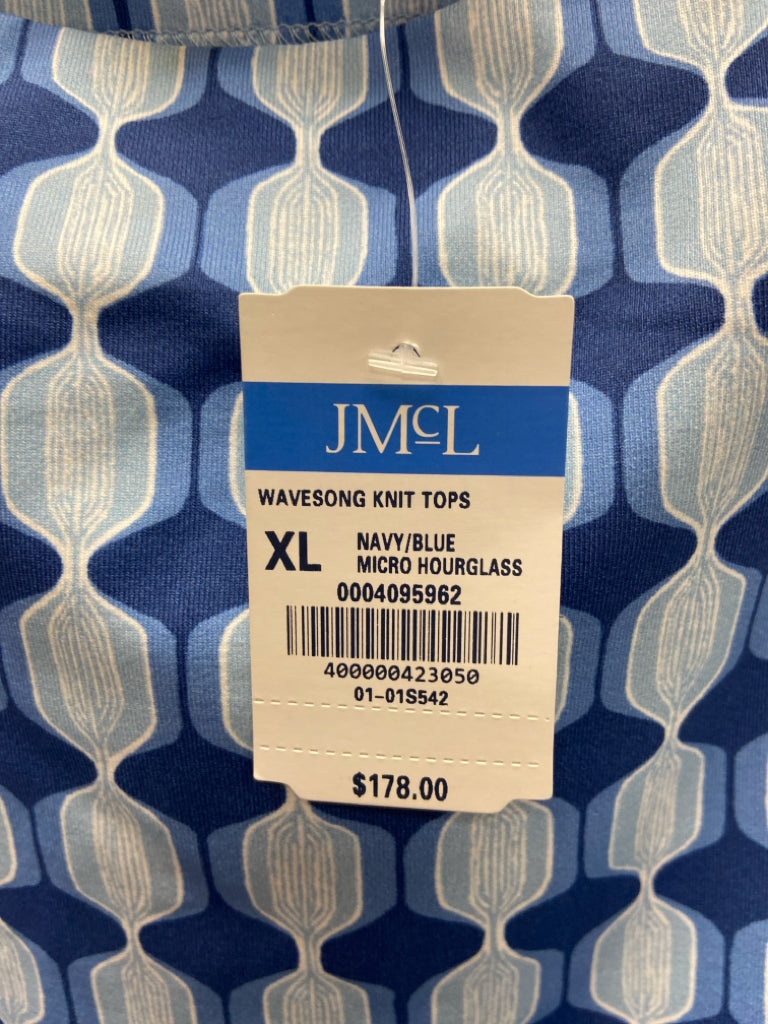 JMcL
WAVESONG KNIT TOPS
XL NAVY/BLUE
MICRO HOURGLASS
0004095962
400000423050
01-01S542
$178.00